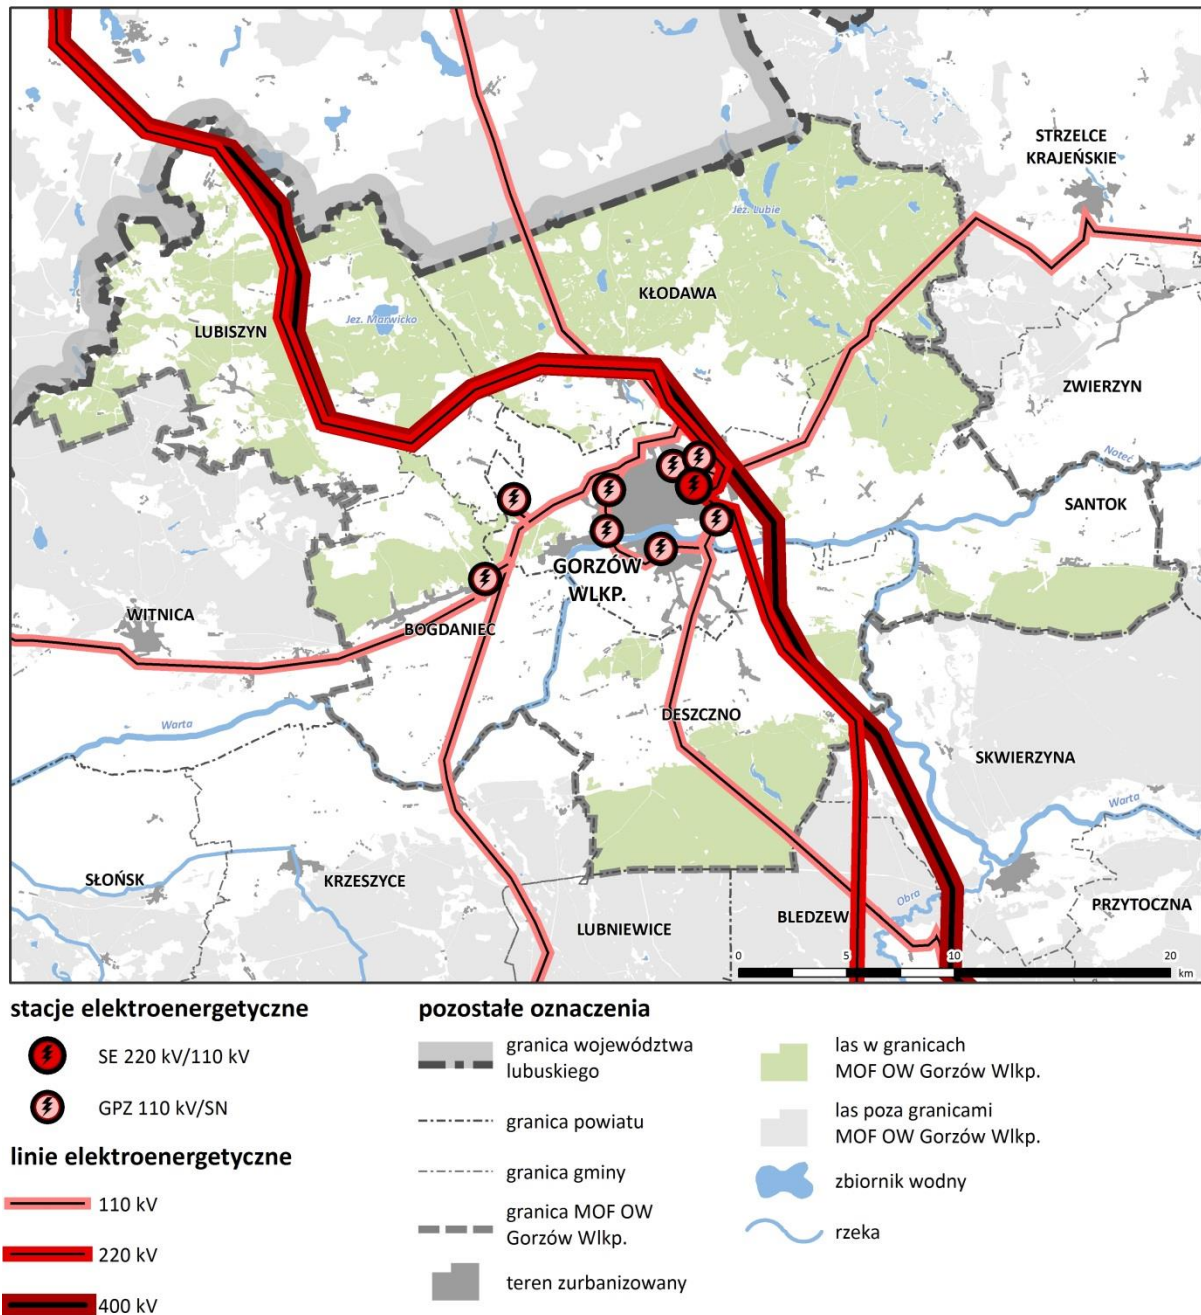 STRZELCE
KRAJEŃSKIE
Jez. Lubie
KŁODAWA
LUBISZYN
Jez. Marwicko
ZWIERZYN
Noteć
SANTOK
GORZÓW
WLKP.
WITNICA
BOGDANIEC
Warta
DESZCZNO
SKWIERZYNA
Warta
SŁOŃSK
KRZESZYCE
Obra
PRZYTOCZNA
LUBNIEWICE
BLEDZEW
0 5 10 20
km
stacje elektroenergetyczne
SE 220 kV/110 kV
GPZ 110 kV/SN
linie elektroenergetyczne
110 kV
220 kV
400 kV
pozostałe oznaczenia
granica województwa
lubuskiego
granica powiatu
granica gminy
granica MOF OW
Gorzów Wlkp.
teren zurbanizowany
las w granicach
MOF OW Gorzów Wlkp.
las poza granicami
MOF OW Gorzów Wlkp.
zbiornik wodny
rzeka